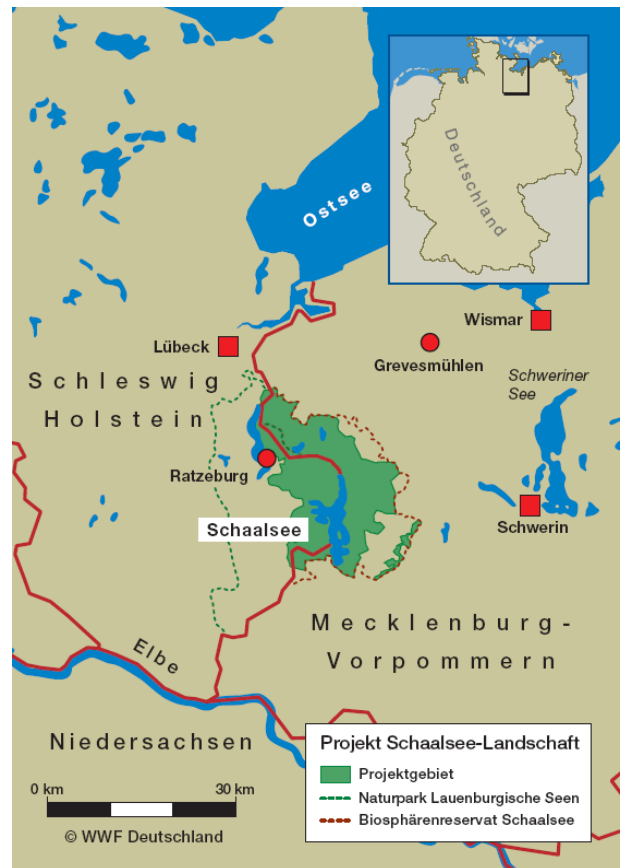 Ostsee
Deutschland
Wismar
Lübeck
Grevesmühlen
Schleswig
Holstein
Schweriner
See
Ratzeburg
Schwerin
Schaalsee
Mecklenburg-
Vorpommern
Elbe
Niedersachsen
Projekt Schaalsee-Landschaft
Projektgebiet
Naturpark Lauenburgische Seen
Biosphärenreservat Schaalsee
0 km 30 km
© WWF Deutschland